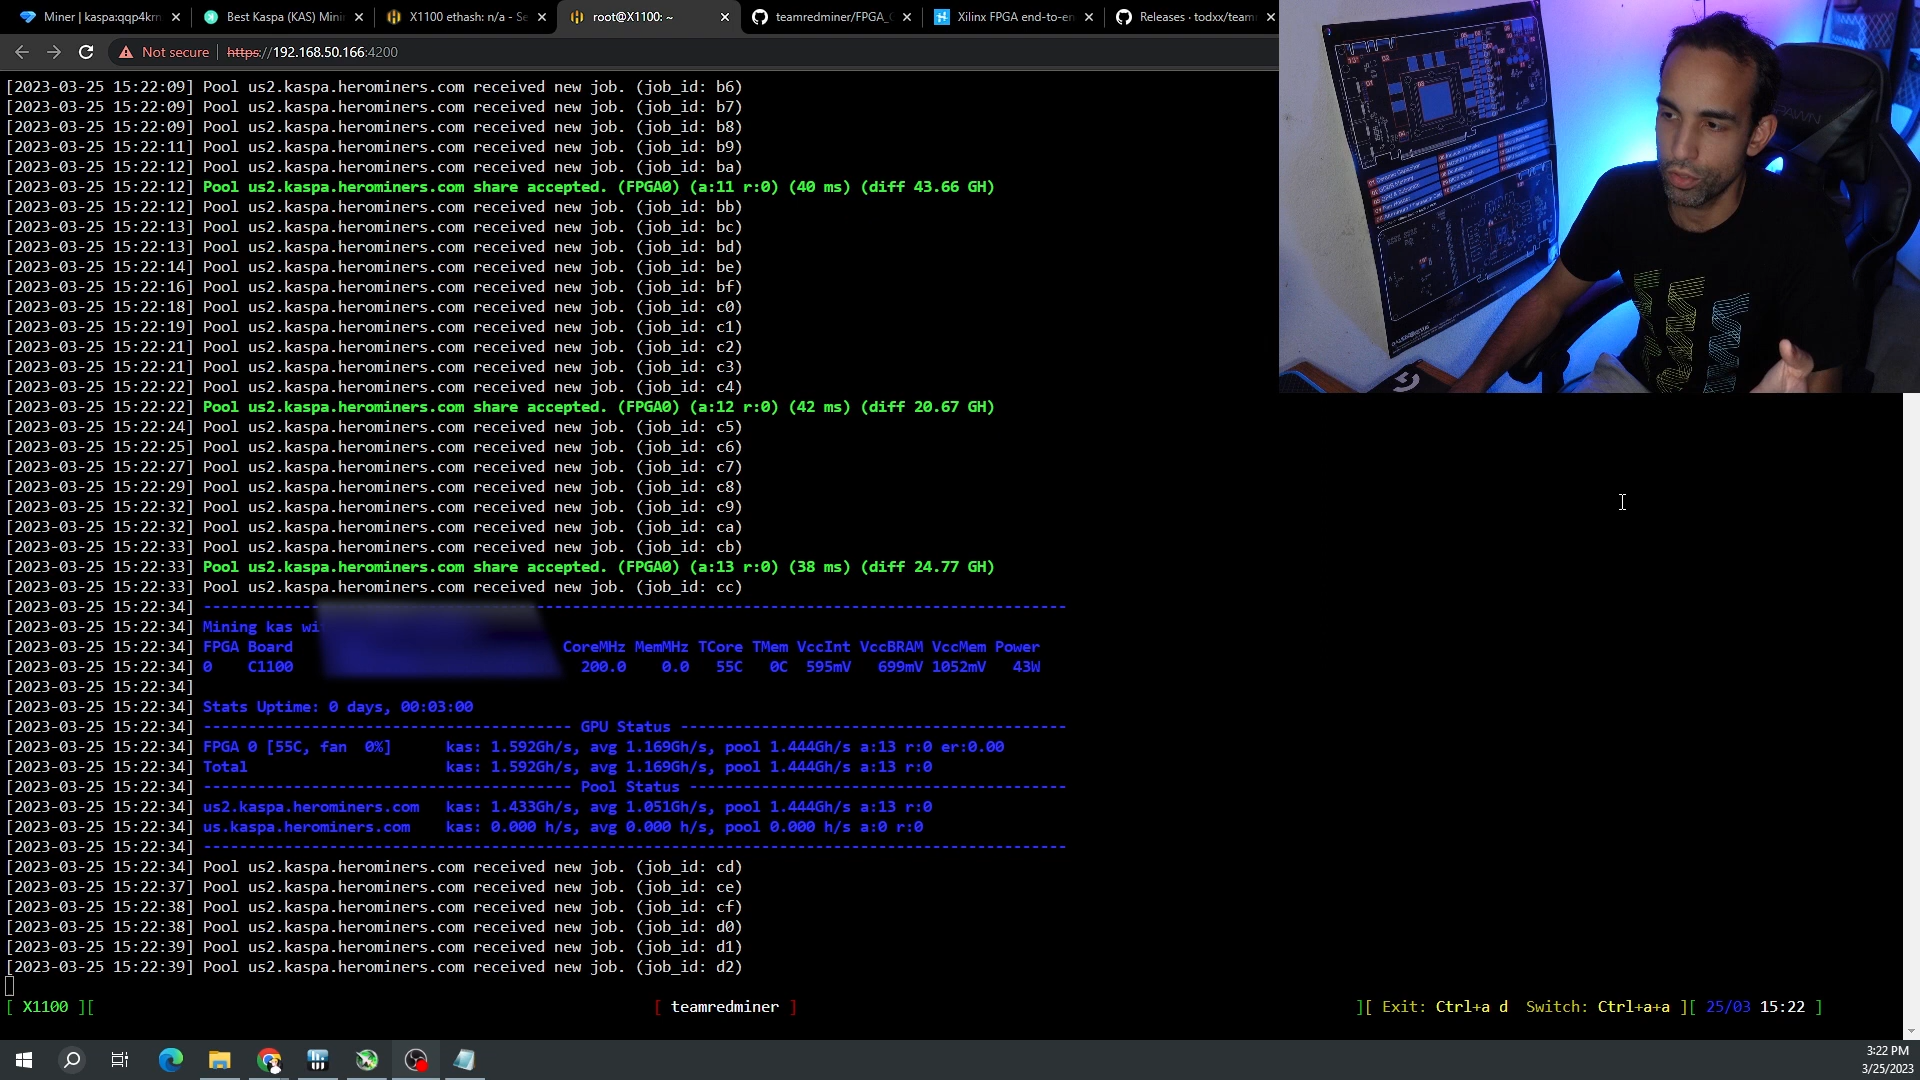 Miner | kaspa:qqp4krn
Best Kaspa (KAS) Mini
X1100 ethash: n/a - Se
root@X1100: ~
teamredminer/FPGA_
Xilinx FPGA end-to-en
Releases · todxx/team
Not secure
https://192.168.50.166:4200
[2023-03-25 15:22:09] Pool us2.kaspa.herominers.com received new job. (job_id: b6)
[2023-03-25 15:22:09] Pool us2.kaspa.herominers.com received new job. (job_id: b7)
[2023-03-25 15:22:09] Pool us2.kaspa.herominers.com received new job. (job_id: b8)
[2023-03-25 15:22:11] Pool us2.kaspa.herominers.com received new job. (job_id: b9)
[2023-03-25 15:22:12] Pool us2.kaspa.herominers.com received new job. (job_id: ba)
[2023-03-25 15:22:12] Pool us2.kaspa.herominers.com share accepted. (FPGA0) (a:11 r:0) (40 ms) (diff 43.66 GH)
[2023-03-25 15:22:12] Pool us2.kaspa.herominers.com received new job. (job_id: bb)
[2023-03-25 15:22:13] Pool us2.kaspa.herominers.com received new job. (job_id: bc)
[2023-03-25 15:22:13] Pool us2.kaspa.herominers.com received new job. (job_id: bd)
[2023-03-25 15:22:14] Pool us2.kaspa.herominers.com received new job. (job_id: be)
[2023-03-25 15:22:16] Pool us2.kaspa.herominers.com received new job. (job_id: bf)
[2023-03-25 15:22:18] Pool us2.kaspa.herominers.com received new job. (job_id: c0)
[2023-03-25 15:22:19] Pool us2.kaspa.herominers.com received new job. (job_id: c1)
[2023-03-25 15:22:21] Pool us2.kaspa.herominers.com received new job. (job_id: c2)
[2023-03-25 15:22:21] Pool us2.kaspa.herominers.com received new job. (job_id: c3)
[2023-03-25 15:22:22] Pool us2.kaspa.herominers.com received new job. (job_id: c4)
[2023-03-25 15:22:22] Pool us2.kaspa.herominers.com share accepted. (FPGA0) (a:12 r:0) (42 ms) (diff 20.67 GH)
[2023-03-25 15:22:24] Pool us2.kaspa.herominers.com received new job. (job_id: c5)
[2023-03-25 15:22:25] Pool us2.kaspa.herominers.com received new job. (job_id: c6)
[2023-03-25 15:22:27] Pool us2.kaspa.herominers.com received new job. (job_id: c7)
[2023-03-25 15:22:29] Pool us2.kaspa.herominers.com received new job. (job_id: c8)
[2023-03-25 15:22:32] Pool us2.kaspa.herominers.com received new job. (job_id: c9)
[2023-03-25 15:22:32] Pool us2.kaspa.herominers.com received new job. (job_id: ca)
[2023-03-25 15:22:33] Pool us2.kaspa.herominers.com received new job. (job_id: cb)
[2023-03-25 15:22:33] Pool us2.kaspa.herominers.com share accepted. (FPGA0) (a:13 r:0) (38 ms) (diff 24.77 GH)
[2023-03-25 15:22:33] Pool us2.kaspa.herominers.com received new job. (job_id: cc)
[2023-03-25 15:22:34]
[2023-03-25 15:22:34] Mining kas wi
[2023-03-25 15:22:34] FPGA Board CoreMHz MemMHz TCore TMem VccInt VccBRAM VccMem Power
[2023-03-25 15:22:34] 0 C1100 200.0 0.0 55C 0C 595mV 699mV 1052mV 43W
[2023-03-25 15:22:34]
[2023-03-25 15:22:34] Stats Uptime: 0 days, 00:03:00
[2023-03-25 15:22:34] ----------------------------------------- GPU Status -------------------------------------------
[2023-03-25 15:22:34] FPGA 0 [55C, fan 0%] kas: 1.592Gh/s, avg 1.169Gh/s, pool 1.444Gh/s a:13 r:0 er:0.00
[2023-03-25 15:22:34] Total kas: 1.592Gh/s, avg 1.169Gh/s, pool 1.444Gh/s a:13 r:0
[2023-03-25 15:22:34] ----------------------------------------- Pool Status ------------------------------------------
[2023-03-25 15:22:34] us2.kaspa.herominers.com kas: 1.433Gh/s, avg 1.051Gh/s, pool 1.444Gh/s a:13 r:0
[2023-03-25 15:22:34] us.kaspa.herominers.com kas: 0.000 h/s, avg 0.000 h/s, pool 0.000 h/s a:0 r:0
[2023-03-25 15:22:34] ------------------------------------------------------------------------------------------------
[2023-03-25 15:22:34] Pool us2.kaspa.herominers.com received new job. (job_id: cd)
[2023-03-25 15:22:37] Pool us2.kaspa.herominers.com received new job. (job_id: ce)
[2023-03-25 15:22:38] Pool us2.kaspa.herominers.com received new job. (job_id: cf)
[2023-03-25 15:22:38] Pool us2.kaspa.herominers.com received new job. (job_id: d0)
[2023-03-25 15:22:39] Pool us2.kaspa.herominers.com received new job. (job_id: d1)
[2023-03-25 15:22:39] Pool us2.kaspa.herominers.com received new job. (job_id: d2)
[ X1100 ][ [ teamredminer ] ][ Exit: Ctrl+a d Switch: Ctrl+a+a ][ 25/03 15:22 ]
3:22 PM
3/25/2023